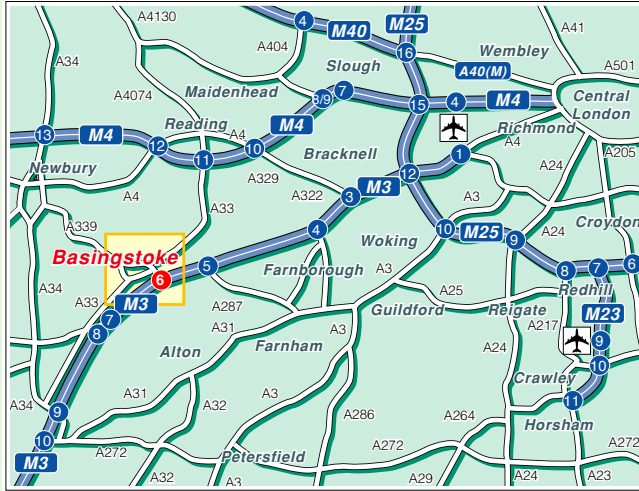 A4130
4
M40
M25
A41
A34
A404
16
Wembley
Slough
A40(M)
A501
A4074
Maidenhead
8/9
7
15
4
M4
Central
London
13
M4
Reading
A4
M4
Richmond
12
11
10
Bracknell
1
A4
A205
Newbury
A329
12
A24
A4
A322
3
M3
A3
A33
A339
4
Woking
10
M25
9
A24
Croydon
Basingstoke
6
5
Farnborough
A3
8
7
6
A34
A33
M3
A287
Guildford
A25
Reigate
Redhill
M23
7
8
A31
A3
A217
Alton
Farnham
A24
9
A31
Crawley
10
A34
9
A32
A3
A286
A264
11
Horsham
10
M3
A272
Petersfield
A272
A272
A32
A3
A29
A24
A23